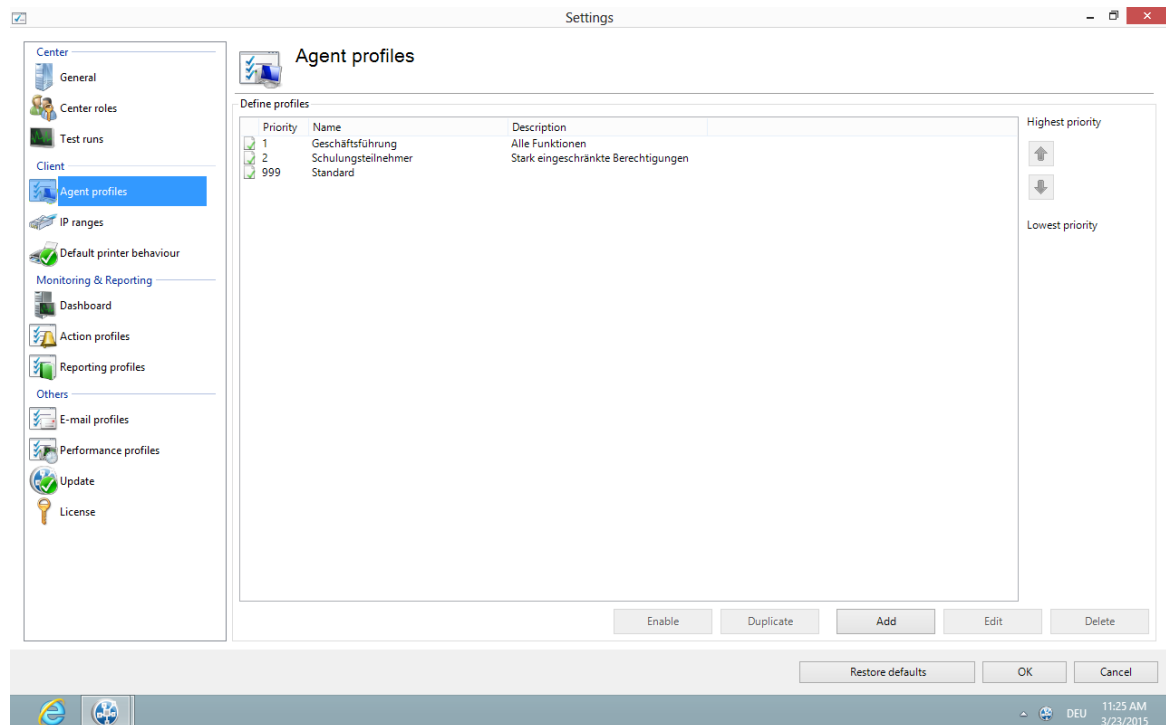 Settings
Center
General
Center roles
Test runs
Client
Agent profiles
IP ranges
Default printer behaviour
Monitoring & Reporting
Dashboard
Action profiles
Reporting profiles
Others
E-mail profiles
Performance profiles
Update
License
Agent profiles
Define profiles
Priority Name Description
1 Geschäftsführung Alle Funktionen
2 Schulungsteilnehmer Stark eingeschränkte Berechtigungen
999 Standard
Highest priority
Lowest priority
Enable Duplicate Add Edit Delete
Restore defaults OK Cancel
DEU 11:25 AM
3/23/2015